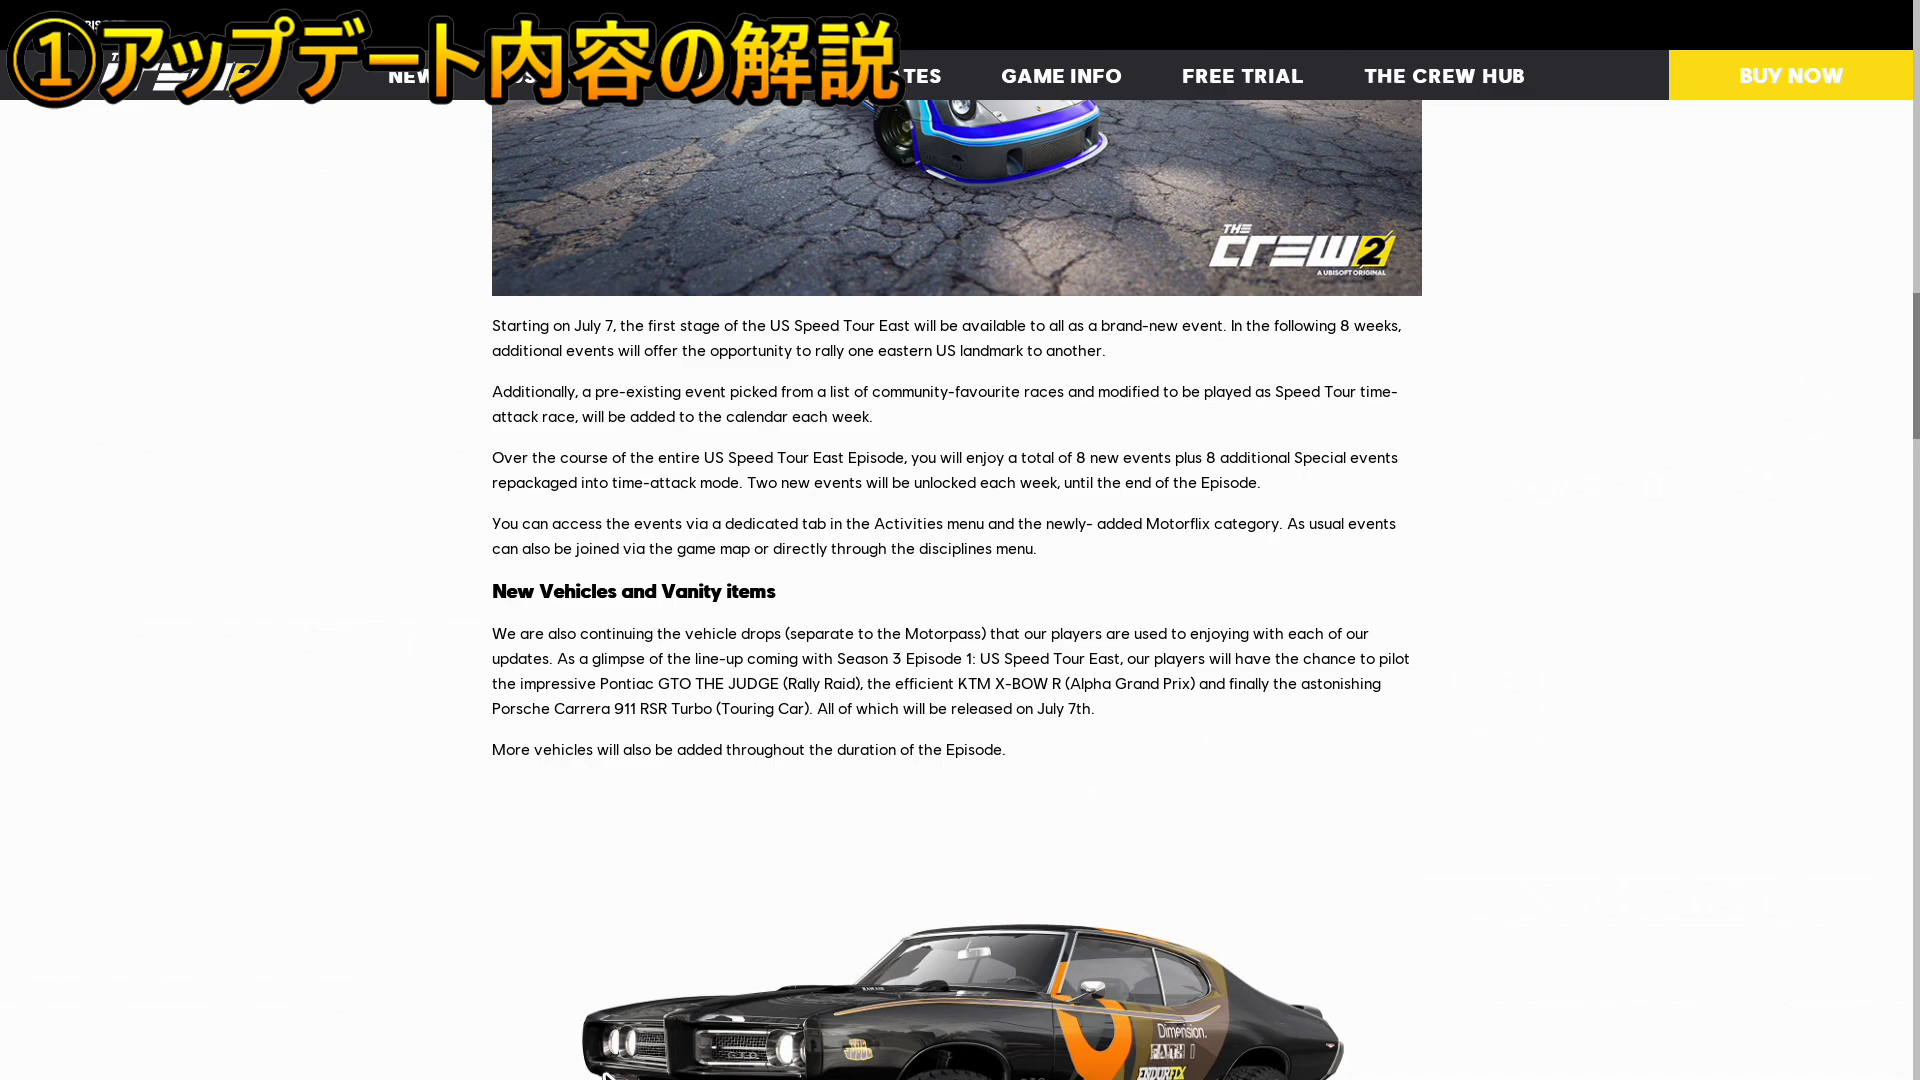 ①アップデート内容の解説
GAME INFO
FREE TRIAL
THE CREW HUB
BUY NOW
THE
CREW2
A UBISOFT ORIGINAL
Starting on July 7, the first stage of the US Speed Tour East will be available to all as a brand-new event. In the following 8 weeks,
additional events will offer the opportunity to rally one eastern US landmark to another.
Additionally, a pre-existing event picked from a list of community-favourite races and modified to be played as Speed Tour time-
attack race, will be added to the calendar each week.
Over the course of the entire US Speed Tour East Episode, you will enjoy a total of 8 new events plus 8 additional Special events
repackaged into time-attack mode. Two new events will be unlocked each week, until the end of the Episode.
You can access the events via a dedicated tab in the Activities menu and the newly- added Motorflix category. As usual events
can also be joined via the game map or directly through the disciplines menu.
New Vehicles and Vanity items
We are also continuing the vehicle drops (separate to the Motorpass) that our players are used to enjoying with each of our
updates. As a glimpse of the line-up coming with Season 3 Episode 1: US Speed Tour East, our players will have the chance to pilot
the impressive Pontiac GTO THE JUDGE (Rally Raid), the efficient KTM X-BOW R (Alpha Grand Prix) and finally the astonishing
Porsche Carrera 911 RSR Turbo (Touring Car). All of which will be released on July 7th.
More vehicles will also be added throughout the duration of the Episode.
Dimension.
ENDURFIX